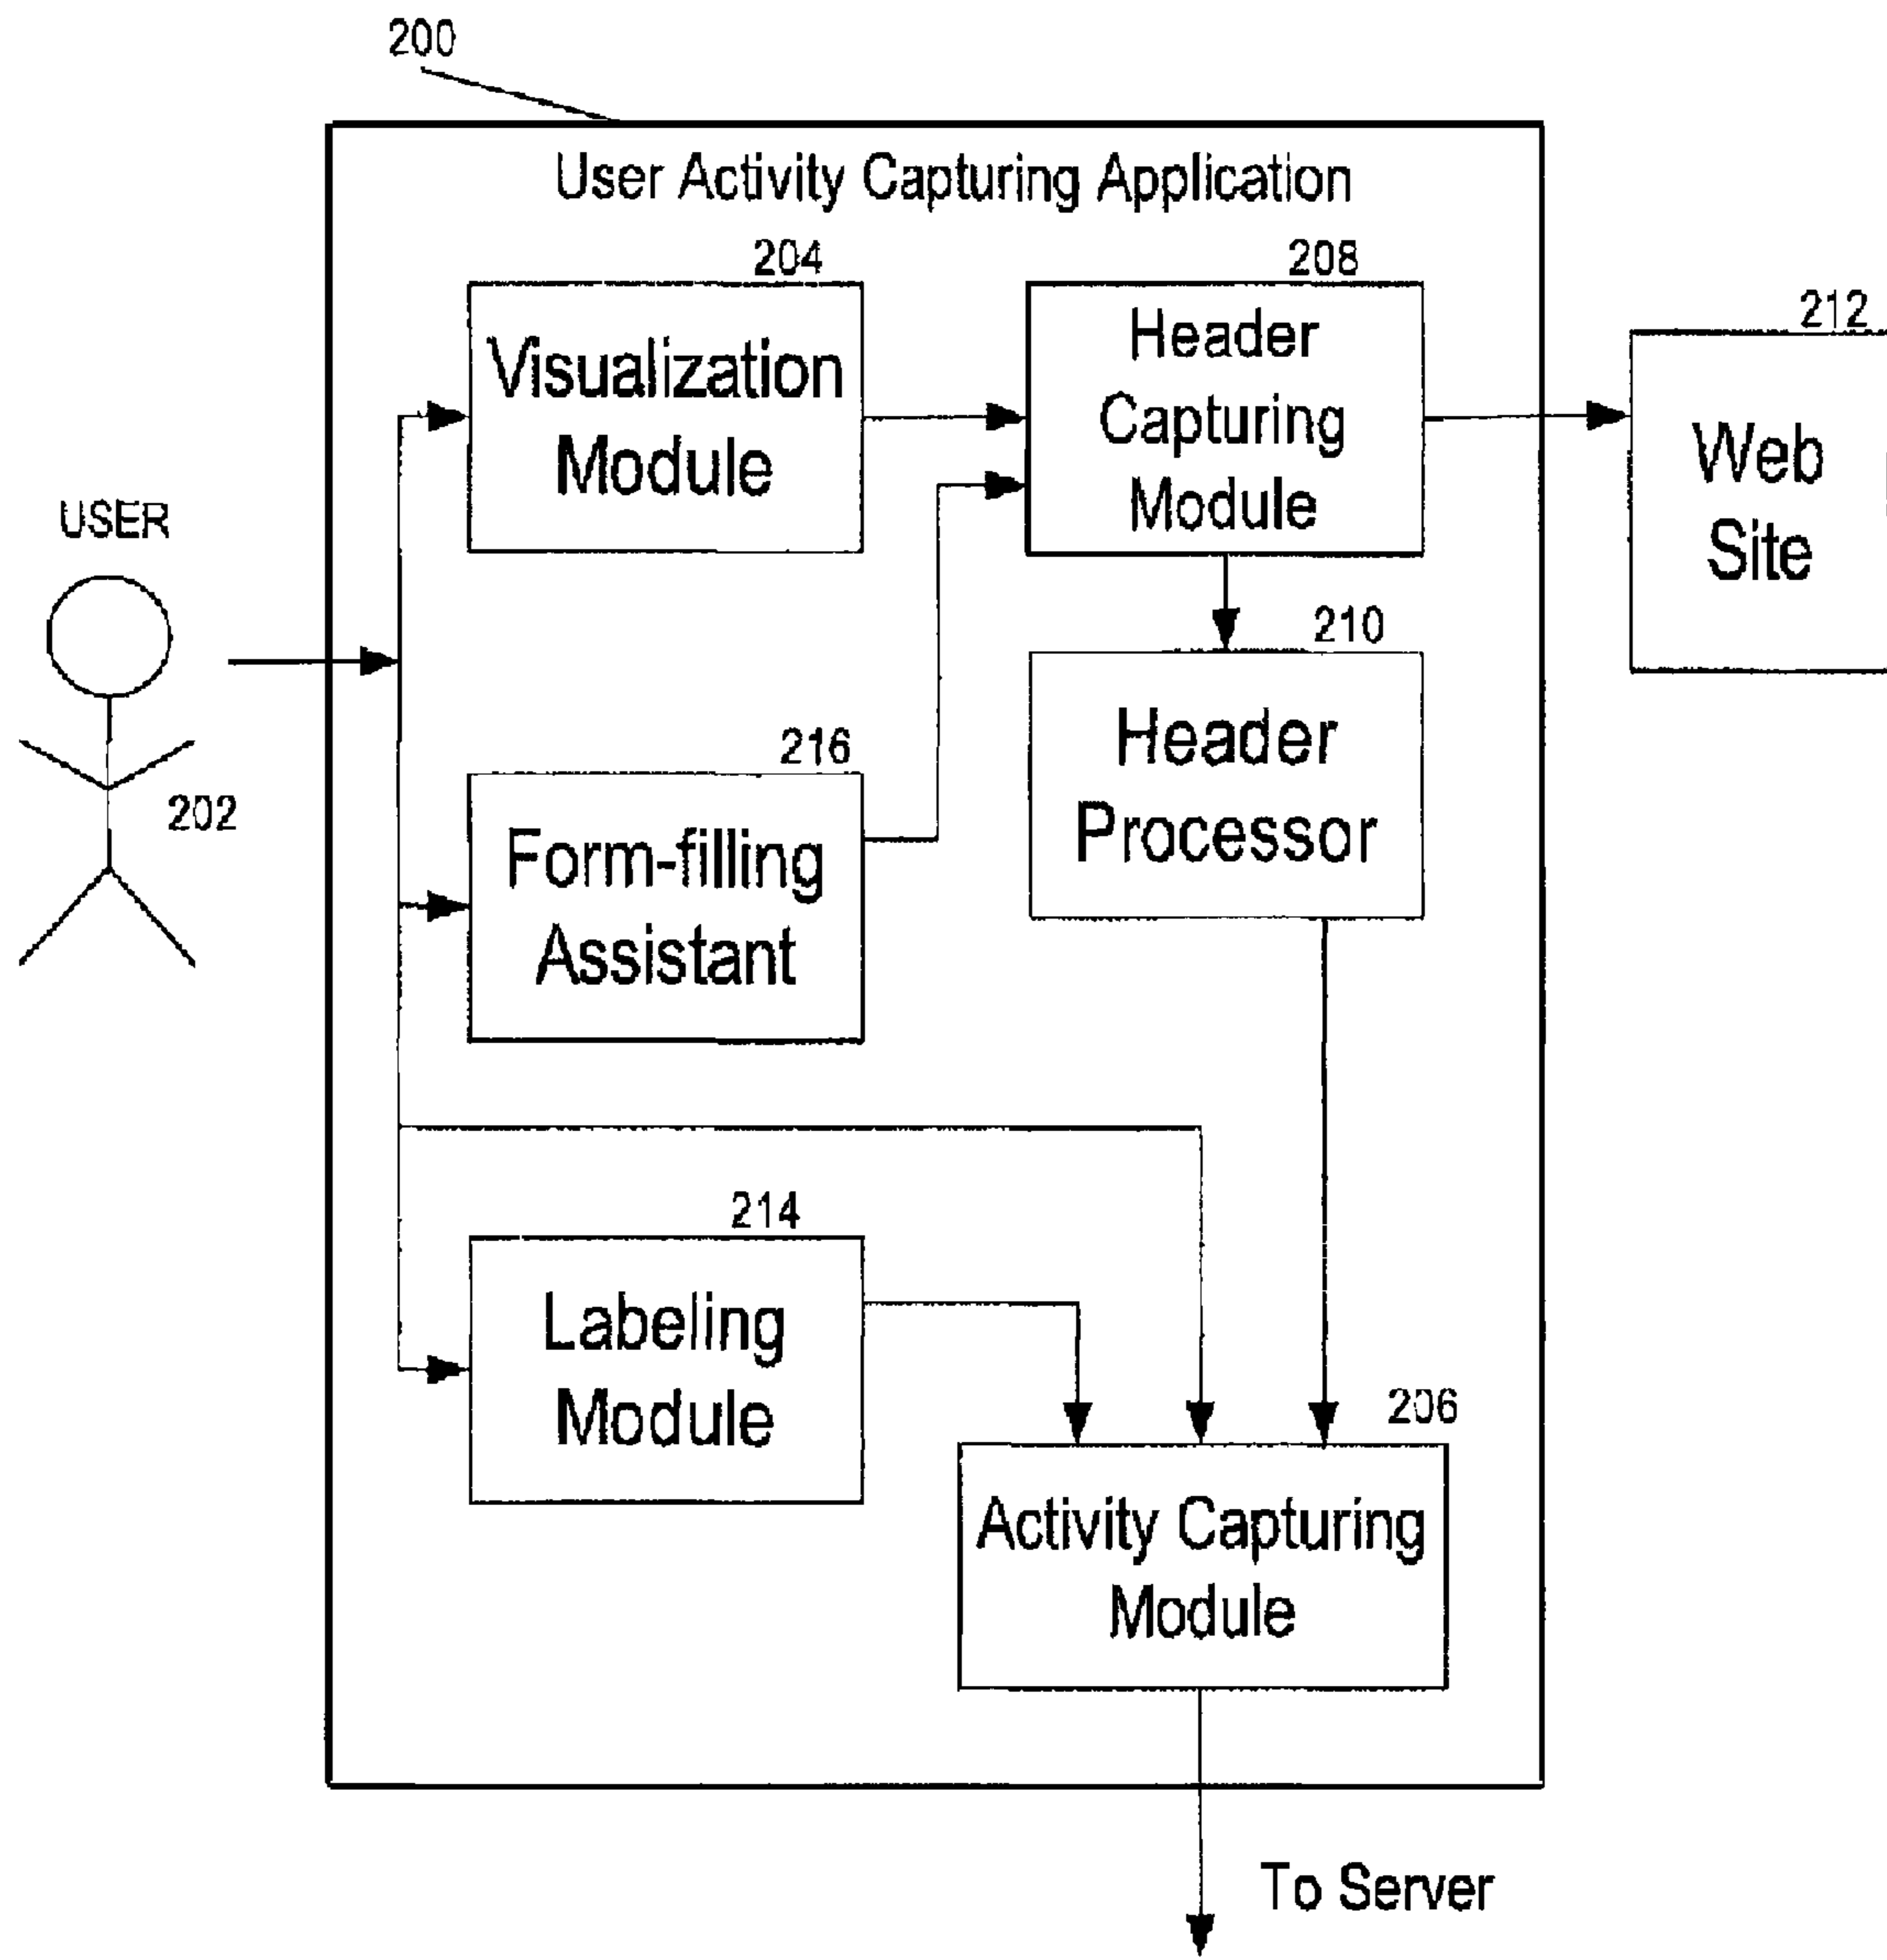 200
User Activity Capturing Application
204
208
212
Visualization
Module
Header
Capturing
Module
Web
Site
USER
202
210
Header
Processor
216
Form-filling
Assistant
214
Labeling
Module
206
Activity Capturing
Module
To Server